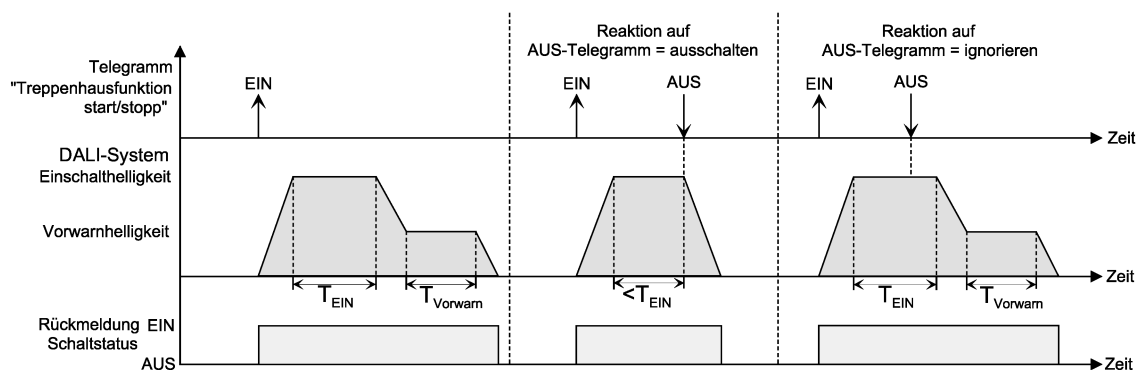 Reaktion auf
AUS-Telegramm = ausschalten
Reaktion auf
AUS-Telegramm = ignorieren
Telegramm
"Treppenhausfunktion
start/stopp"
EIN
EIN
AUS
EIN
AUS
Zeit
DALI-System
Einschalthelligkeit
Vorwarnhelligkeit
Zeit
TEIN
TVorwarn
<TEIN
TEIN
TVorwarn
Rückmeldung EIN
Schaltstatus
AUS
Zeit